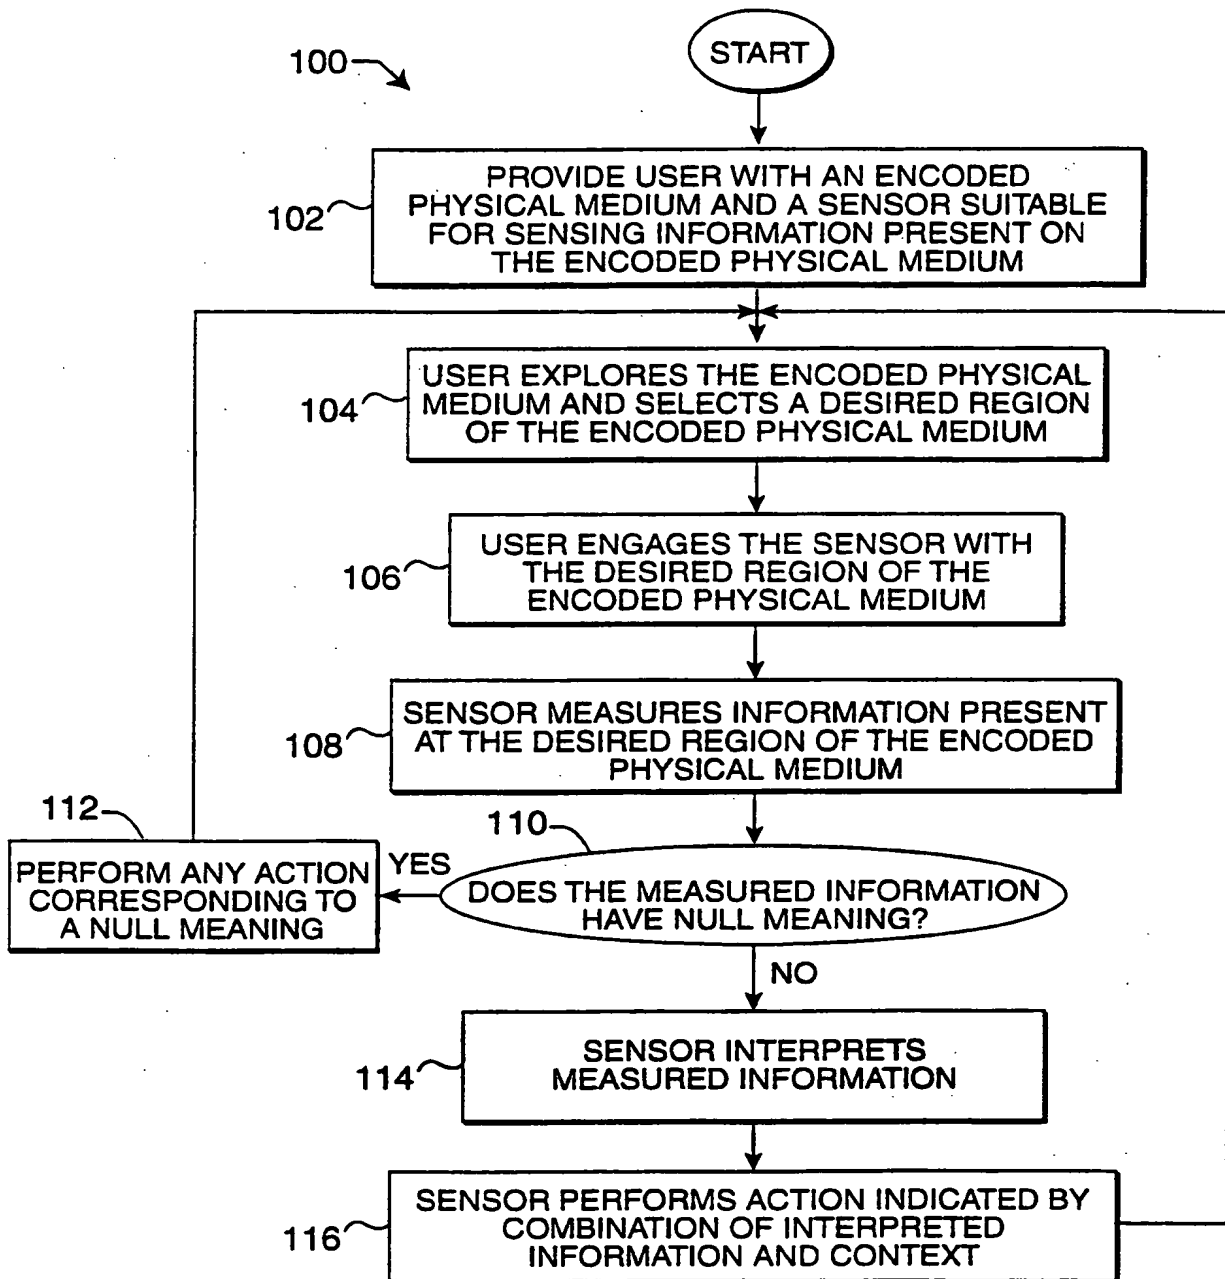 START
100
PROVIDE USER WITH AN ENCODED
PHYSICAL MEDIUM AND A SENSOR SUITABLE
FOR SENSING INFORMATION PRESENT ON
THE ENCODED PHYSICAL MEDIUM
102
USER EXPLORES THE ENCODED PHYSICAL
MEDIUM AND SELECTS A DESIRED REGION
OF THE ENCODED PHYSICAL MEDIUM
104
USER ENGAGES THE SENSOR WITH
THE DESIRED REGION OF THE
ENCODED PHYSICAL MEDIUM
106
SENSOR MEASURES INFORMATION PRESENT
AT THE DESIRED REGION OF THE ENCODED
PHYSICAL MEDIUM
108
110
DOES THE MEASURED INFORMATION
HAVE NULL MEANING?
YES
112
PERFORM ANY ACTION
CORRESPONDING TO
A NULL MEANING
NO
SENSOR INTERPRETS
MEASURED INFORMATION
114
SENSOR PERFORMS ACTION INDICATED BY
COMBINATION OF INTERPRETED
INFORMATION AND CONTEXT
116